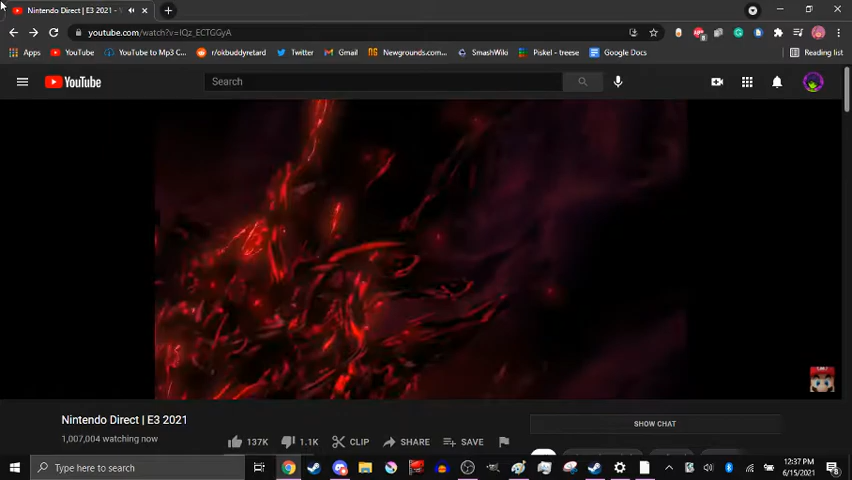 Nintendo Direct | E3 2021 -
youtube.com/watch?v=IQz_ECTGGyA
Apps YouTube YouTube to Mp3 C... r/okbuddyretard Twitter Gmail Newgrounds.com... SmashWiki Piskel - treese Google Docs Reading list
YouTube Search
Nintendo Direct | E3 2021
SHOW CHAT
1,007,004 watching now 137K 1.1K CLIP SHARE SAVE
Type here to search 12:37 PM
6/15/2021